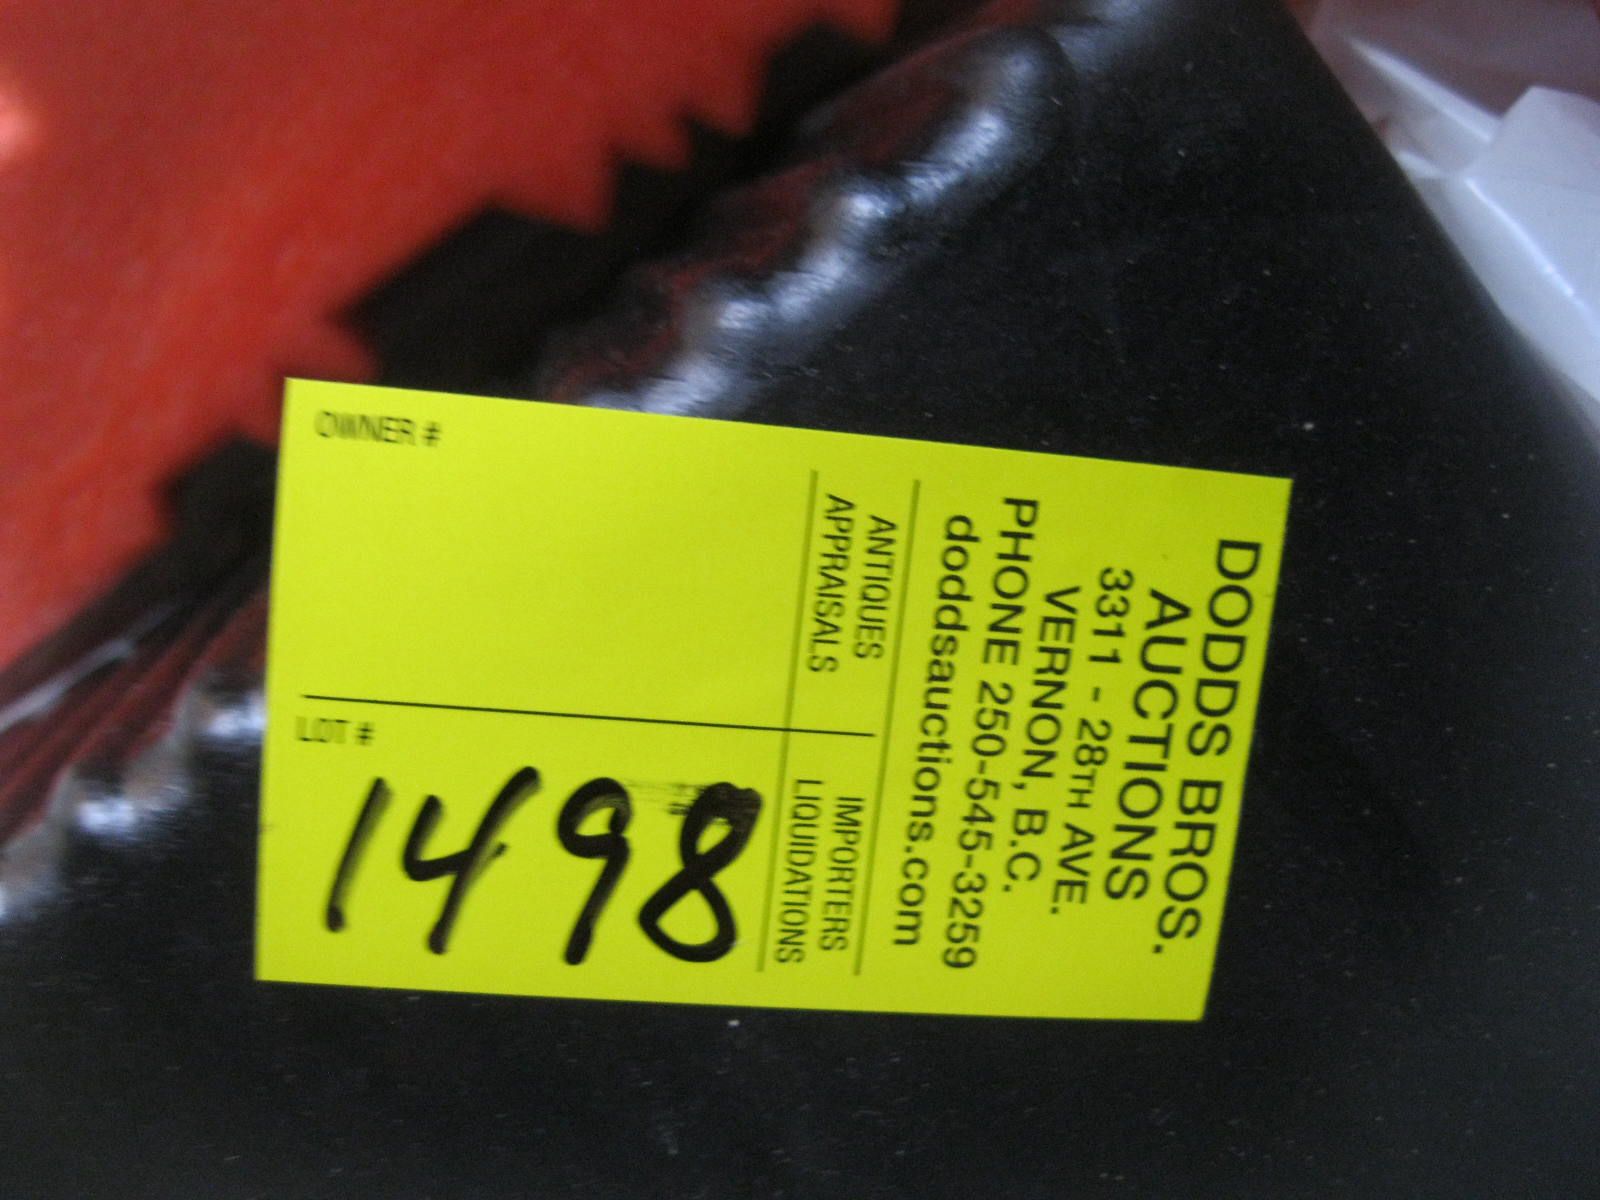 DODDS BROS.
AUCTIONS
3311 - 28TH AVE.
VERNON, B.C.
PHONE 250-545-3259
doddsauctions.com
ANTIQUES
APPRAISALS
IMPORTERS
LIQUIDATIONS
OWNER #
LOT #
1498